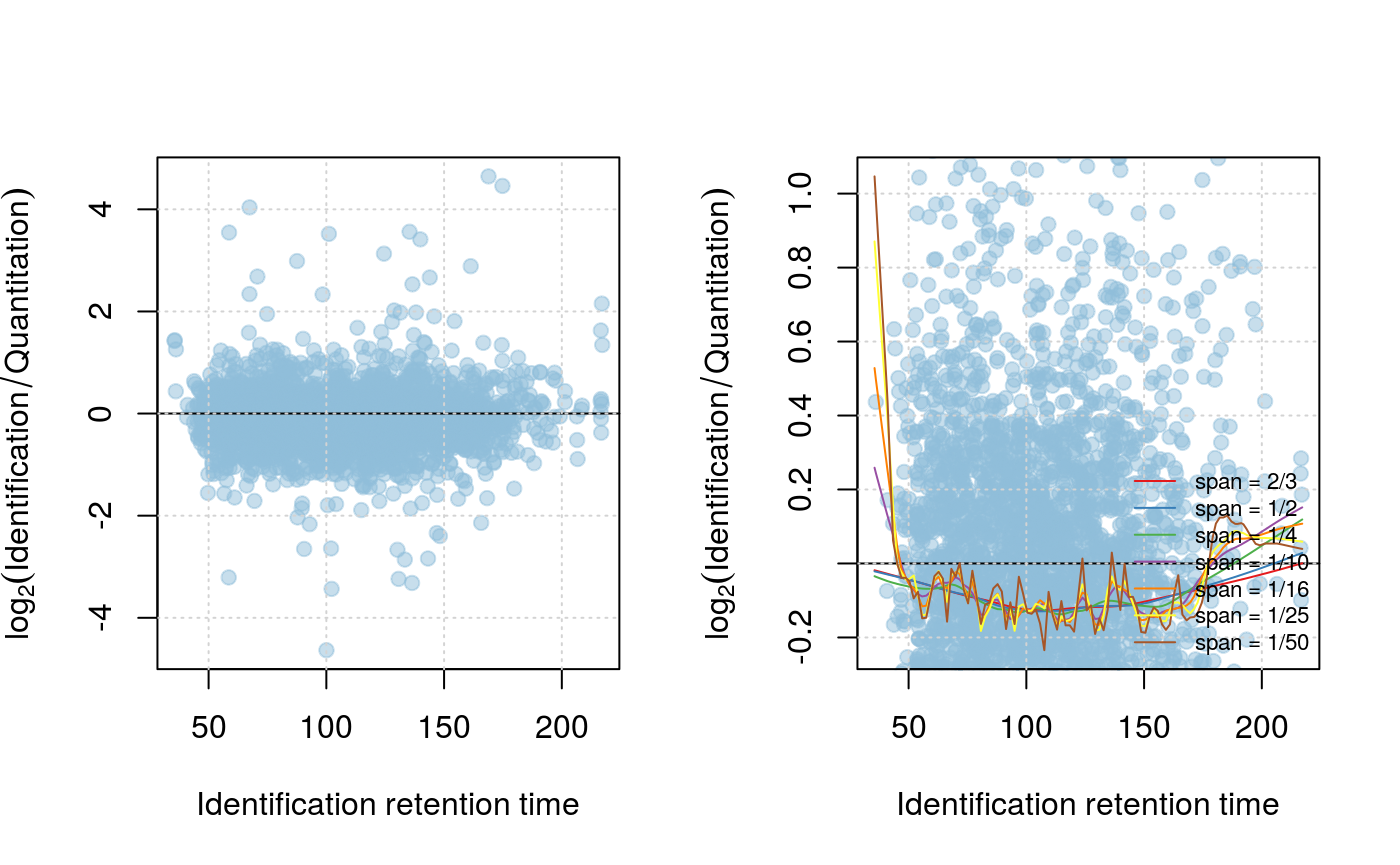 log2(Identification/Quantitation)
4
2
0
-2
-4
50 100 150 200
Identification retention time
log2(Identification/Quantitation)
1.0
0.8
0.6
0.4
0.2
-0.2
span = 2/3
span = 1/2
span = 1/4
span = 1/10
span = 1/16
span = 1/25
span = 1/50
50 100 150 200
Identification retention time